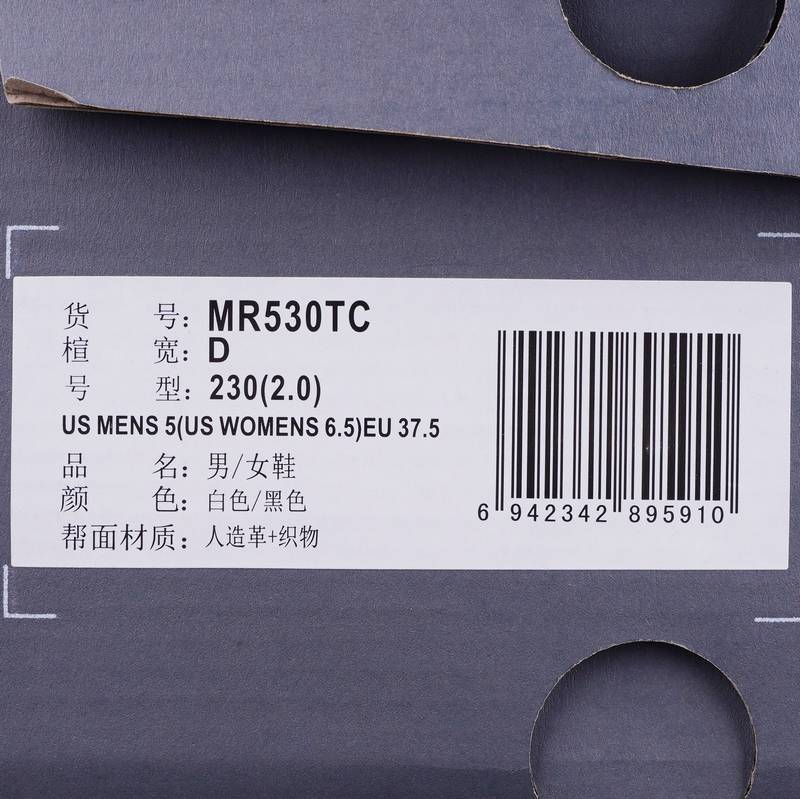 货 号: MR530TC
楦 宽: D
号 型: 230(2.0)
US MENS 5(US WOMENS 6.5)EU 37.5
品 名: 男/女鞋
颜 色: 白色/黑色
帮面材质: 人造革+织物
6 942342 895910